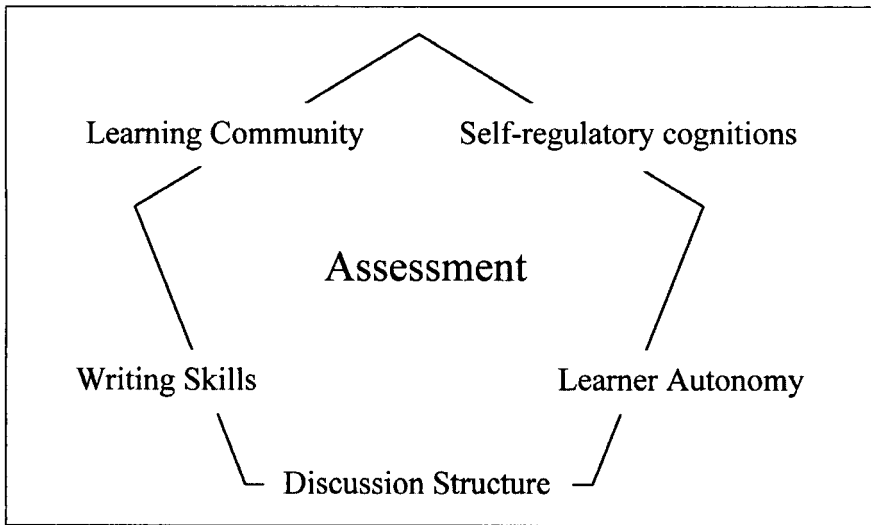 Learning Community
Self-regulatory cognitions
Assessment
Writing Skills
Learner Autonomy
Discussion Structure